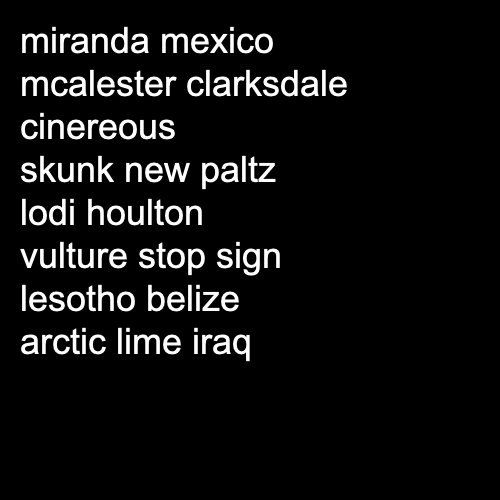 miranda mexico
mcalester clarksdale
cinereous
skunk new paltz
lodi houlton
vulture stop sign
lesotho belize
arctic lime iraq